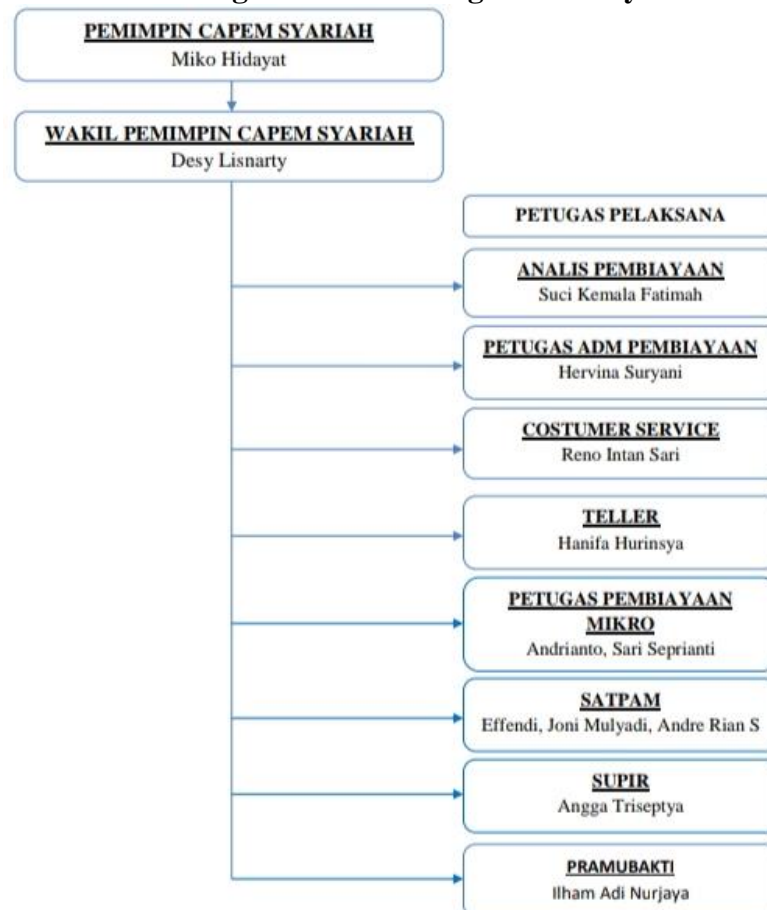 PEMIMPIN CAPEM SYARIAH
Miko Hidayat
WAKIL PEMIMPIN CAPEM SYARIAH
Desy Lisnarty
PETUGAS PELAKSANA
ANALIS PEMBIAYAAN
Suci Kemala Fatimah
PETUGAS ADM PEMBIAYAAN
Hervina Suryani
COSTUMER SERVICE
Reno Intan Sari
TELLER
Hanifa Hurinsya
PETUGAS PEMBIAYAAN
MIKRO
Andrianto, Sari Seprianti
SATPAM
Effendi, Joni Mulyadi, Andre Rian S
SUPIR
Angga Triseptya
PRAMUBAKTI
Ilham Adi Nurjaya